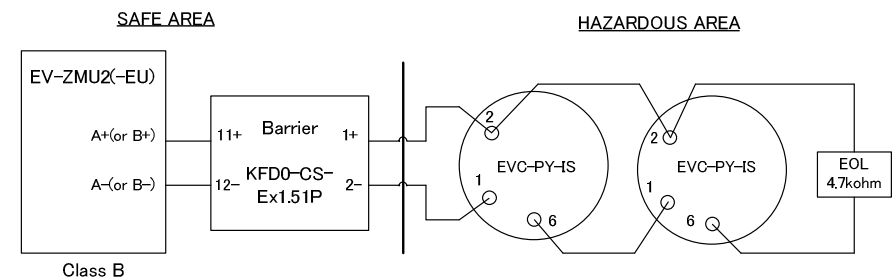 SAFE AREA
HAZARDOUS AREA
EV-ZMU2(-EU)
A+(or B+)
A-(or B-)
Class B
11+
12-
Barrier
KFD0-CS-
Ex1.51P
1+
2-
2
1
6
EVC-PY-IS
2
1
6
EVC-PY-IS
EOL
4.7kohm